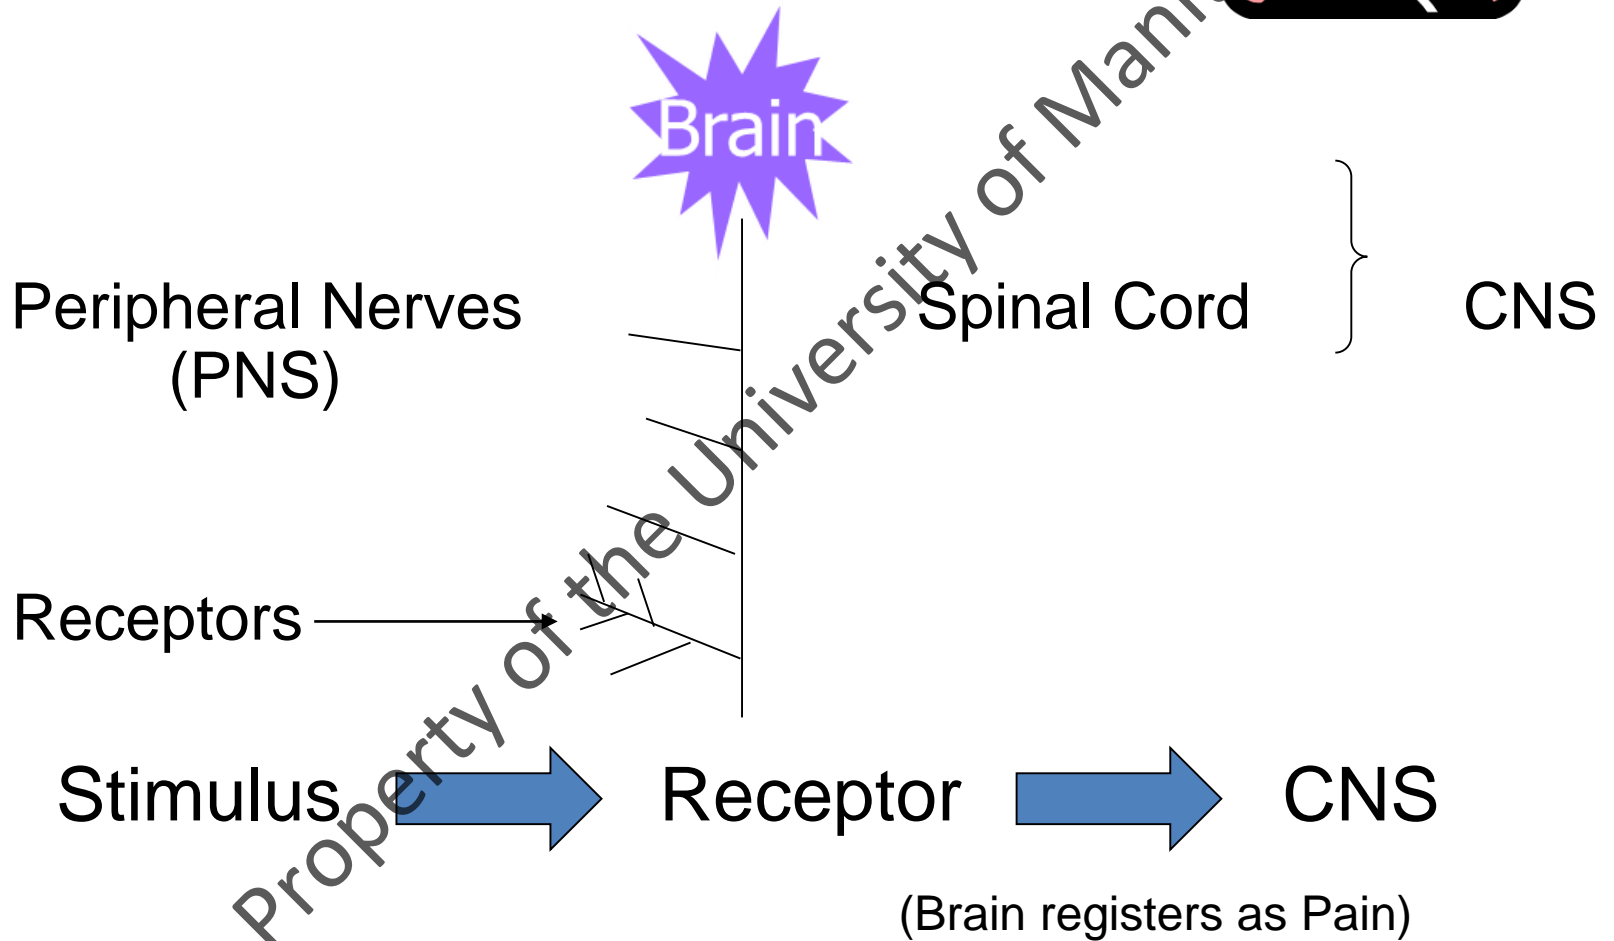 Brain
Peripheral Nerves
(PNS)
Spinal Cord
CNS
Receptors
Stimulus
Receptor
CNS
(Brain registers as Pain)
Property of the University of